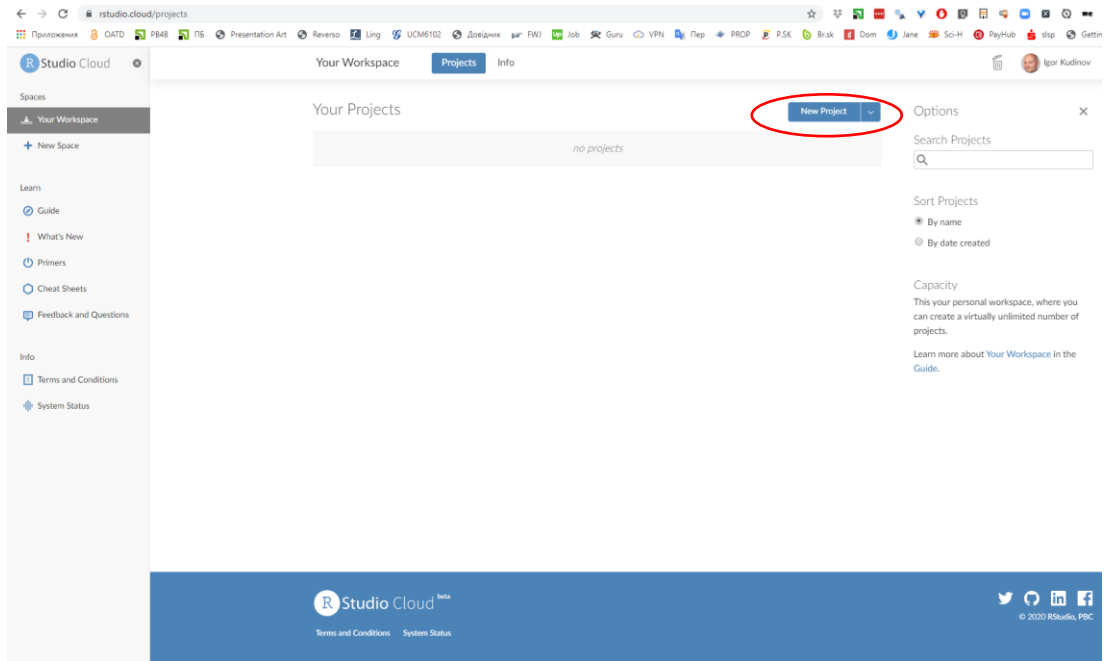 rstudio.cloud/projects
Приложения OATD PB4B ПБ Presentation Art Reverso Ling UCM6102 Довідник FWJ Job Guru VPN Пер PROP P.SK Br.sk Dom Jane Sci-H PayHub slsp Gettin
R Studio Cloud
Your Workspace Projects Info
Igor Kudinov
Spaces
Your Workspace
New Space
Learn
Guide
What's New
Primers
Cheat Sheets
Feedback and Questions
Info
Terms and Conditions
System Status
Your Projects
New Project
no projects
Options
Search Projects
Sort Projects
By name
By date created
Capacity
This your personal workspace, where you
can create a virtually unlimited number of
projects.
Learn more about Your Workspace in the
Guide.
R Studio Cloud beta
Terms and Conditions System Status
© 2020 RStudio, PBC